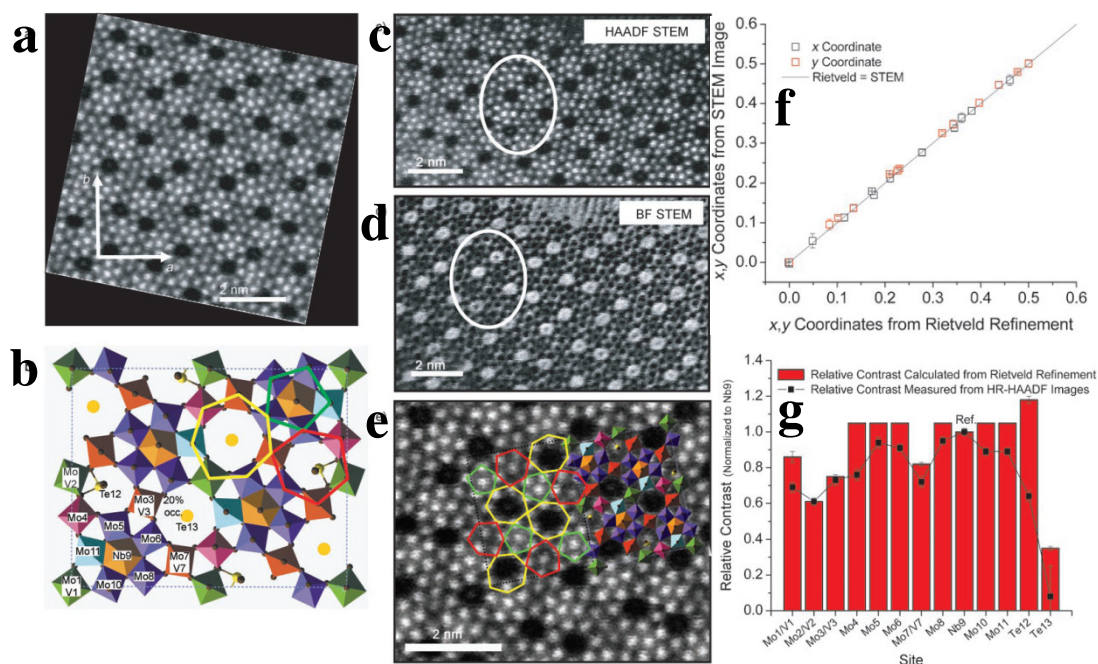 a
b
a
2 nm
b
Mo
V2
Te12
Mo3
V3
20%
occ.
Te13
Mo4
Mo5
Mo6
Mo11
Nb9
Mo7
V7
Mo1
V1
Mo10
Mo8
c
HAADF STEM
2 nm
d
BF STEM
2 nm
e
2 nm
f
x Coordinate
y Coordinate
Rietveld = STEM
x,y Coordinates from STEM Image
0.6
0.5
0.4
0.3
0.2
0.1
0.0
0.0 0.1 0.2 0.3 0.4 0.5 0.6
x,y Coordinates from Rietveld Refinement
g
Relative Contrast Calculated from Rietveld Refinement
Relative Contrast Measured from HR-HAADF Images
Ref.
Relative Contrast (Normalized to Nb9)
1.4
1.2
1.0
0.8
0.6
0.4
0.2
0.0
Mo1/V1 Mo2/V2 Mo3/V3 Mo4 Mo5 Mo6 Mo7/V7 Mo8 Nb9 Mo10 Mo11 Te12 Te13
Site